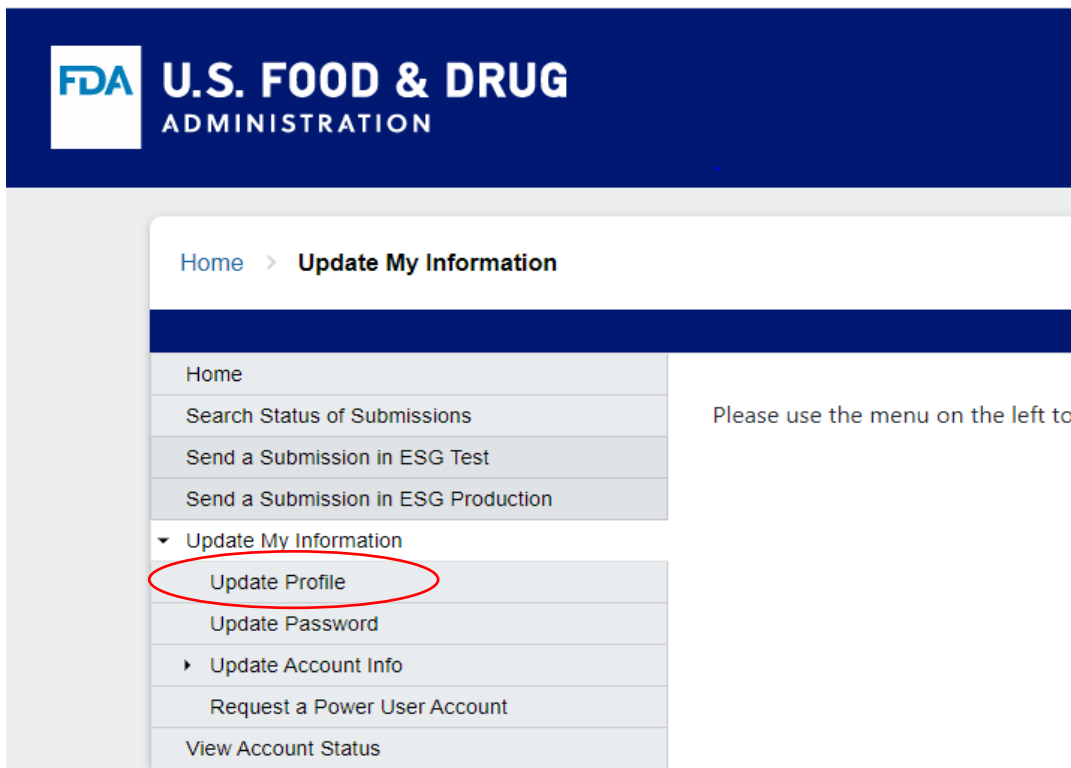 FDA U.S. FOOD & DRUG
ADMINISTRATION
Home > Update My Information
Home
Search Status of Submissions
Please use the menu on the left to
Send a Submission in ESG Test
Send a Submission in ESG Production
Update My Information
Update Profile
Update Password
Update Account Info
Request a Power User Account
View Account Status